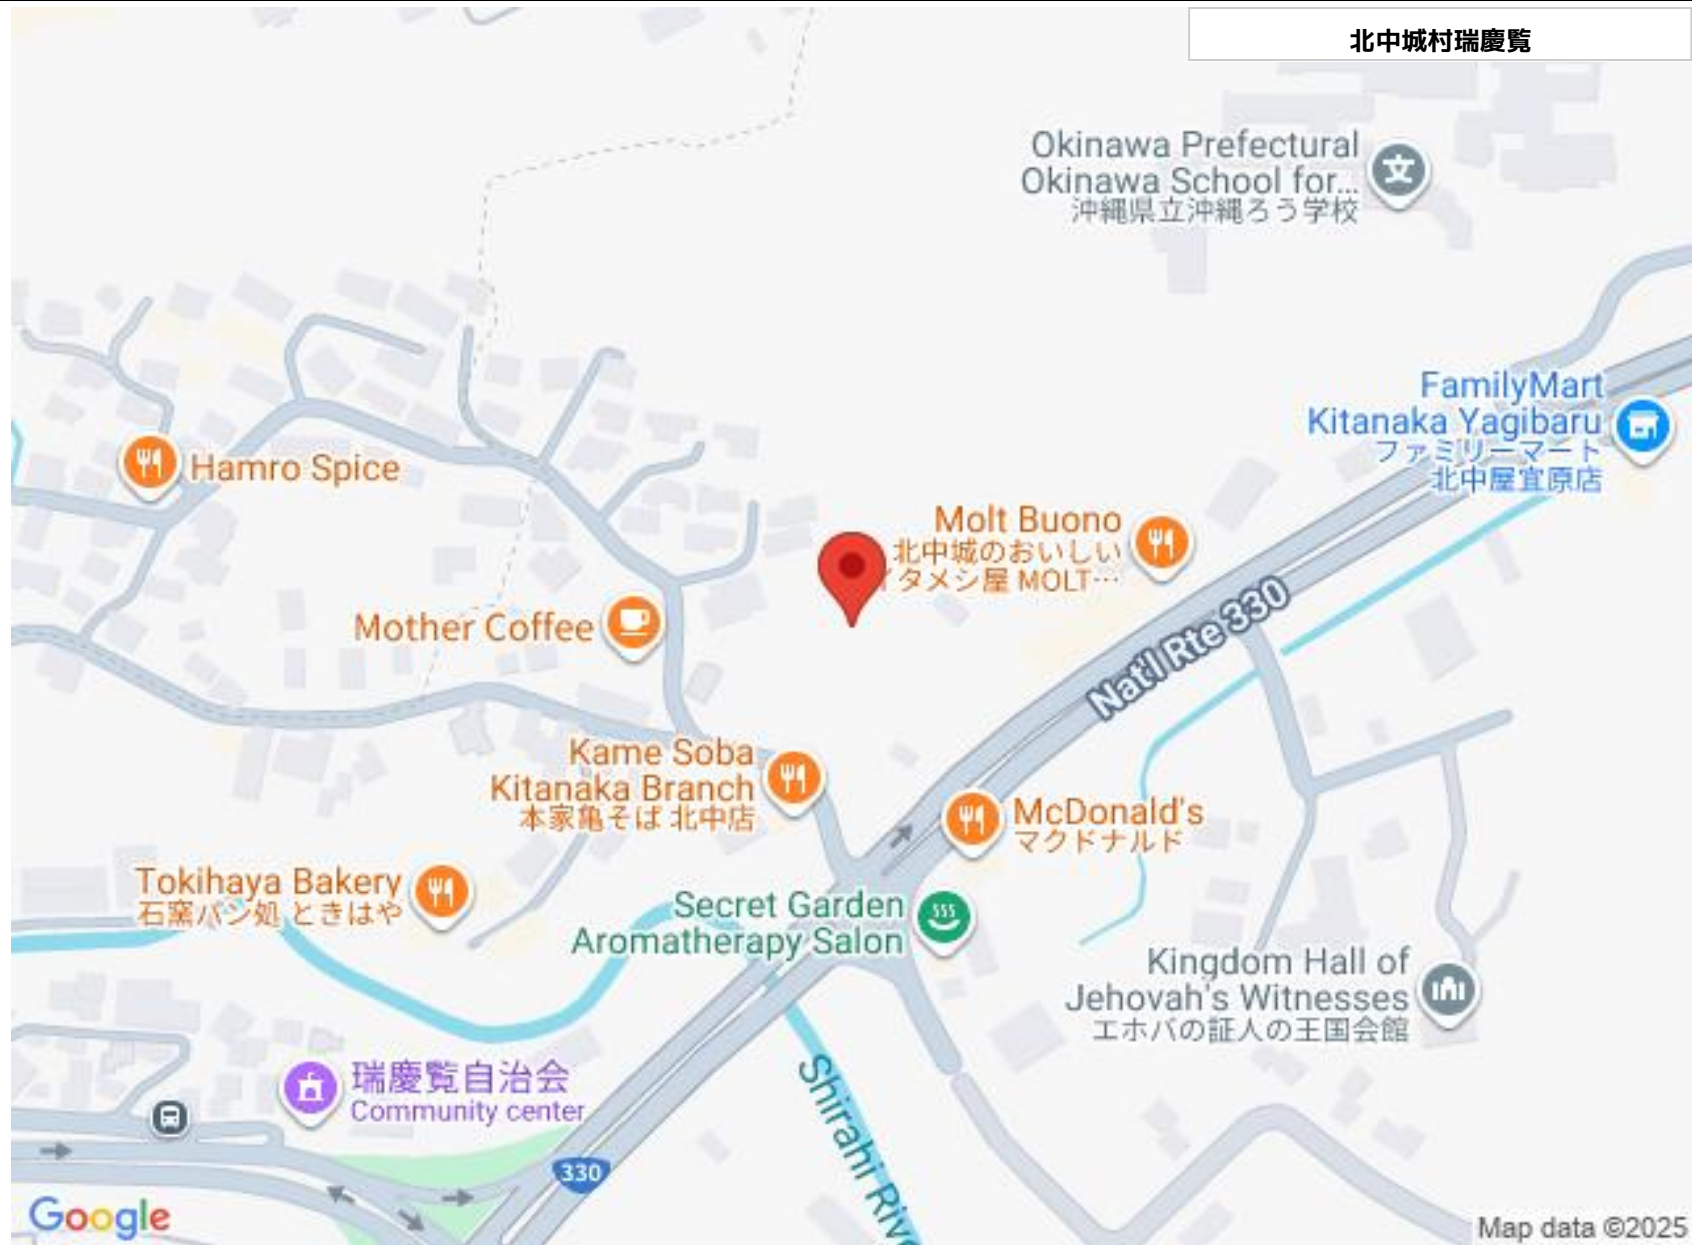 北中城村瑞慶覧
Okinawa Prefectural
Okinawa School for...
沖縄県立沖縄ろう学校
FamilyMart
Kitanaka Yagibaru
ファミリーマート
北中屋宜原店
Hamro Spice
Molt Buono
北中城のおいしい
イタメシ屋 MOLT…
Mother Coffee
Nat'l Rte 330
Kame Soba
Kitanaka Branch
本家亀そば 北中店
McDonald's
マクドナルド
Tokihaya Bakery
石窯パン処 ときはや
Secret Garden
Aromatherapy Salon
Kingdom Hall of
Jehovah's Witnesses
エホバの証人の王国会館
瑞慶覧自治会
Community center
Shirahi Rive
330
Google
Map data ©2025